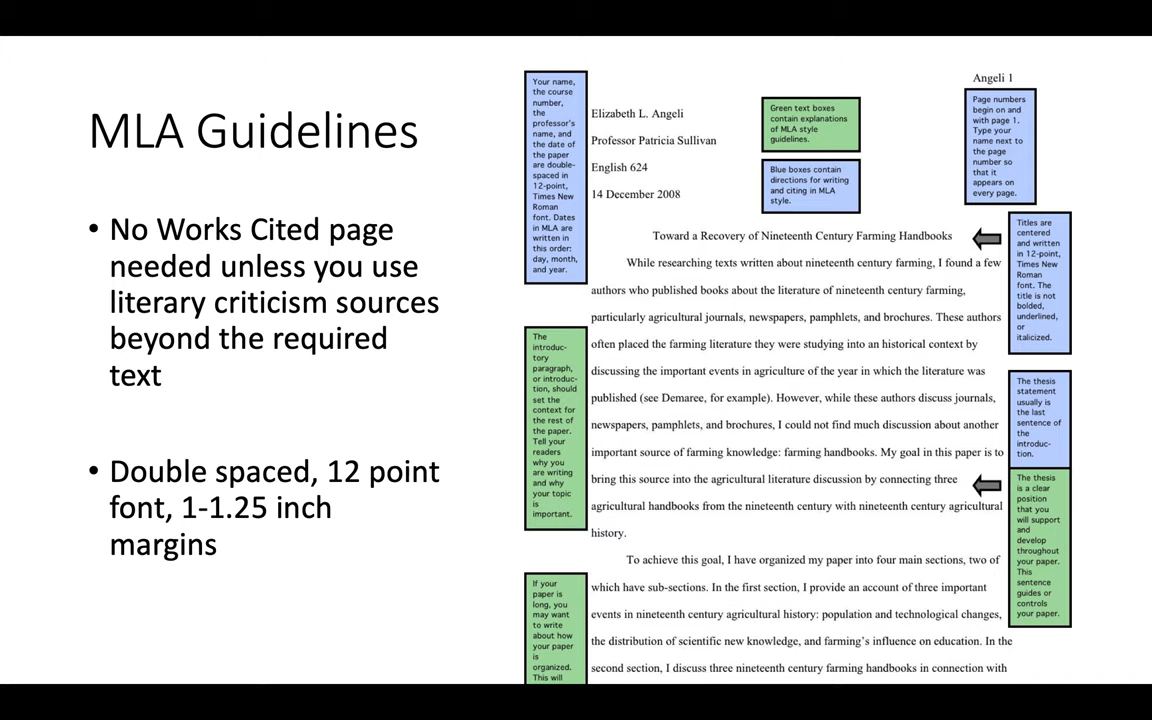 MLA Guidelines
• No Works Cited page
needed unless you use
literary criticism sources
beyond the required
text
• Double spaced, 12 point
font, 1-1.25 inch
margins
Your name,
the course
number,
the
professor's
name, and
the date of
the paper
are double-
spaced in
12-point,
Times New
Roman
font. Dates
in MLA are
written in
this order:
day, month,
and year.
The
introduc-
tory
paragraph,
or introduc-
tion, should
set the
context for
the rest of
the paper.
Tell your
readers
why you
are writing
and why
your topic
is
important.
If your
paper is
long, you
may want
to write
about how
your paper
is
organized.
This will
Angeli 1
Elizabeth L. Angeli
Professor Patricia Sullivan
English 624
14 December 2008
Green text boxes
contain explanations
of MLA style
guidelines.
Blue boxes contain
directions for writing
and citing in MLA
style.
Page numbers
begin on and
with page 1.
Type your
name next to
the page
number so
that it
appears on
every page.
Toward a Recovery of Nineteenth Century Farming Handbooks
While researching texts written about nineteenth century farming, I found a few
authors who published books about the literature of nineteenth century farming,
particularly agricultural journals, newspapers, pamphlets, and brochures. These authors
often placed the farming literature they were studying into an historical context by
discussing the important events in agriculture of the year in which the literature was
published (see Demaree, for example). However, while these authors discuss journals,
newspapers, pamphlets, and brochures, I could not find much discussion about another
important source of farming knowledge: farming handbooks. My goal in this paper is to
bring this source into the agricultural literature discussion by connecting three
agricultural handbooks from the nineteenth century with nineteenth century agricultural
history.
To achieve this goal, I have organized my paper into four main sections, two of
which have sub-sections. In the first section, I provide an account of three important
events in nineteenth century agricultural history: population and technological changes,
the distribution of scientific new knowledge, and farming's influence on education. In the
second section, I discuss three nineteenth century farming handbooks in connection with
Titles are
centered
and written
in 12-point,
Times New
Roman
font. The
title is not
bolded,
underlined,
or
italicized.
The thesis
statement
usually is
the last
sentence of
the
introduc-
tion.
The thesis
is a clear
position
that you
will support
and
develop
throughout
your paper.
This
sentence
guides or
controls
your paper.